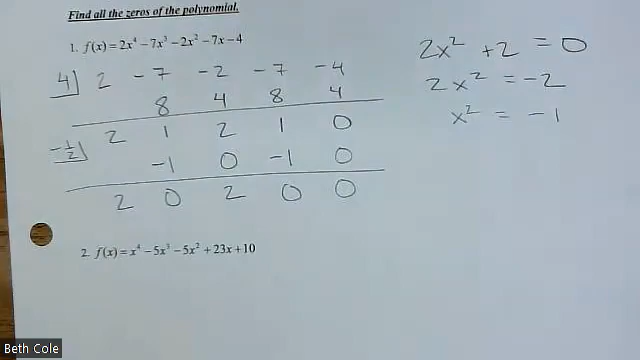 Find all the zeros of the polynomial.
1. f(x) = 2x⁴ − 7x³ − 2x² − 7x − 4
4⌋ 2 −7 −2 −7 −4
8 4 8 4
−1/2⌋ 2 1 2 1 0
−1 0 −1 0
2 0 2 0 0
2x² + 2 = 0
2x² = −2
x² = −1
2. f(x) = x⁴ − 5x³ − 5x² + 23x + 10
Beth Cole